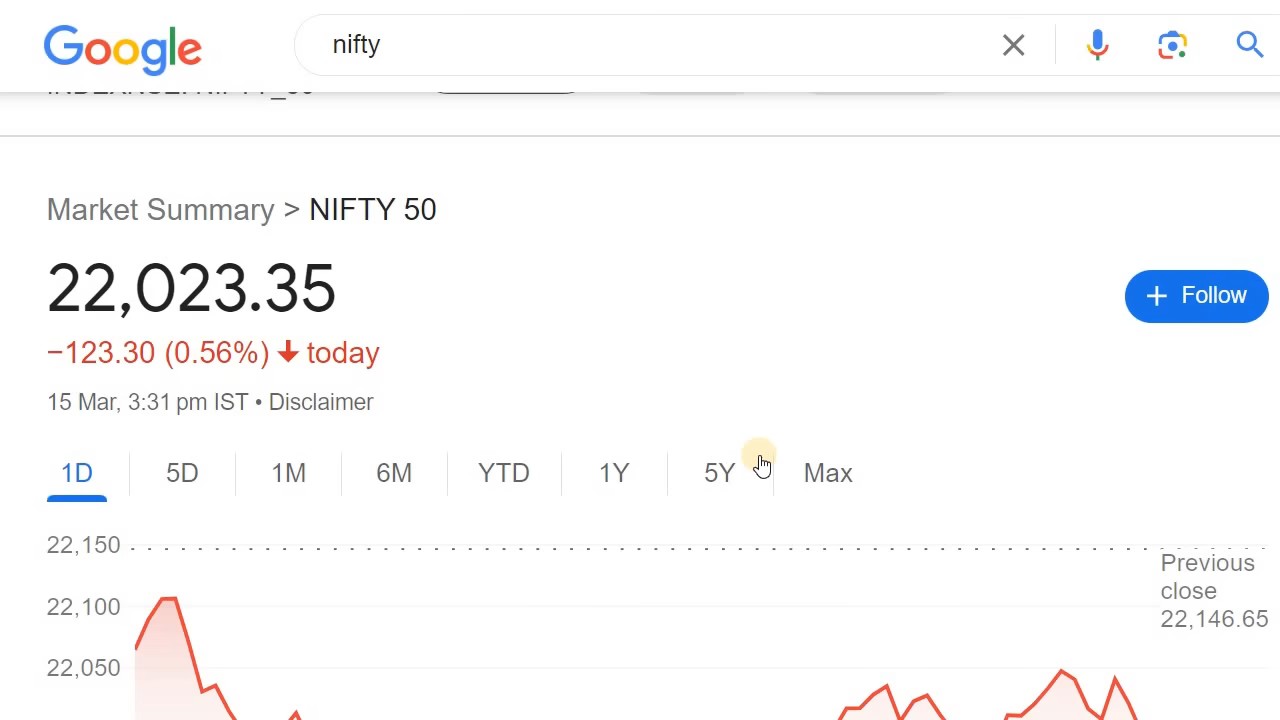 Google
nifty
Market Summary > NIFTY 50
22,023.35
+ Follow
−123.30 (0.56%) ↓ today
15 Mar, 3:31 pm IST • Disclaimer
1D 5D 1M 6M YTD 1Y 5Y Max
22,150
Previous
close
22,146.65
22,100
22,050